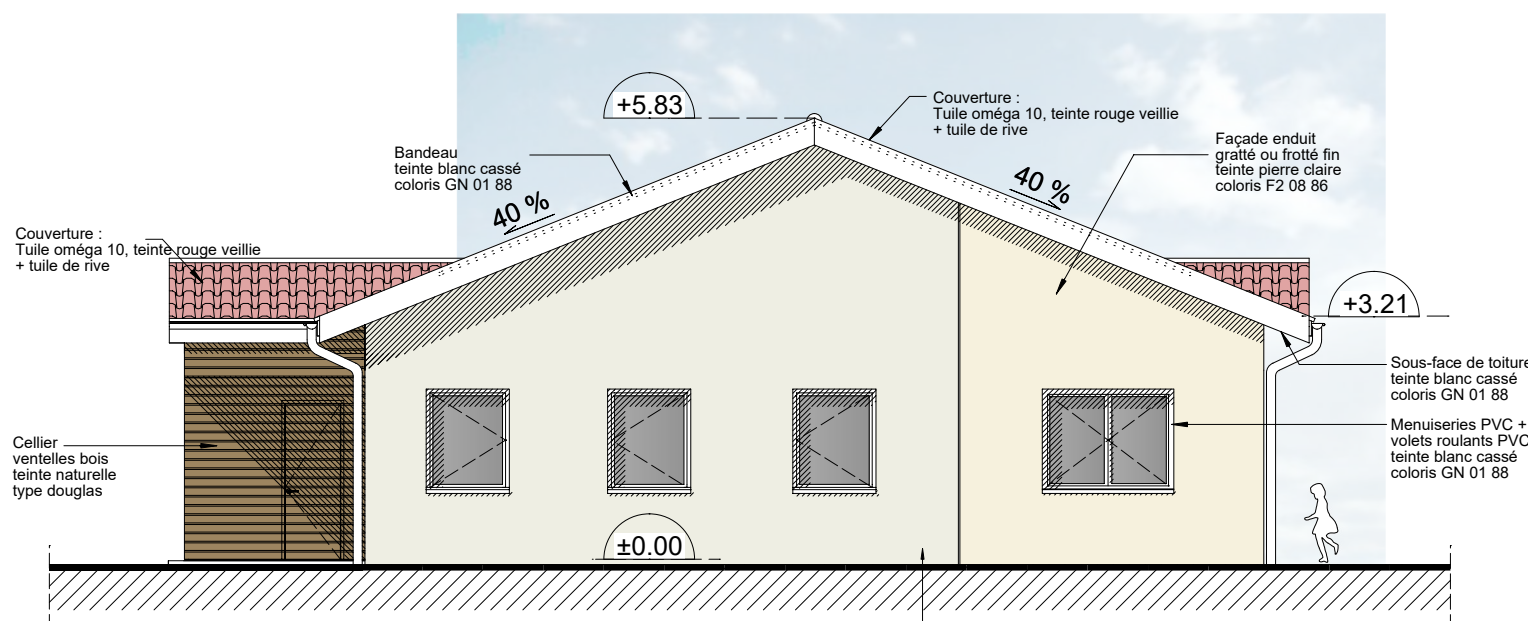 +5.83
Couverture :
Tuile oméga 10, teinte rouge veillie
+ tuile de rive
Bandeau
teinte blanc cassé
coloris GN 01 88
Façade enduit
gratté ou frotté fin
teinte pierre claire
coloris F2 08 86
40 %
40 %
Couverture :
Tuile oméga 10, teinte rouge veillie
+ tuile de rive
+3.21
Sous-face de toiture
teinte blanc cassé
coloris GN 01 88
Menuiseries PVC +
volets roulants PVC
teinte blanc cassé
coloris GN 01 88
Cellier
ventelles bois
teinte naturelle
type douglas
±0.00